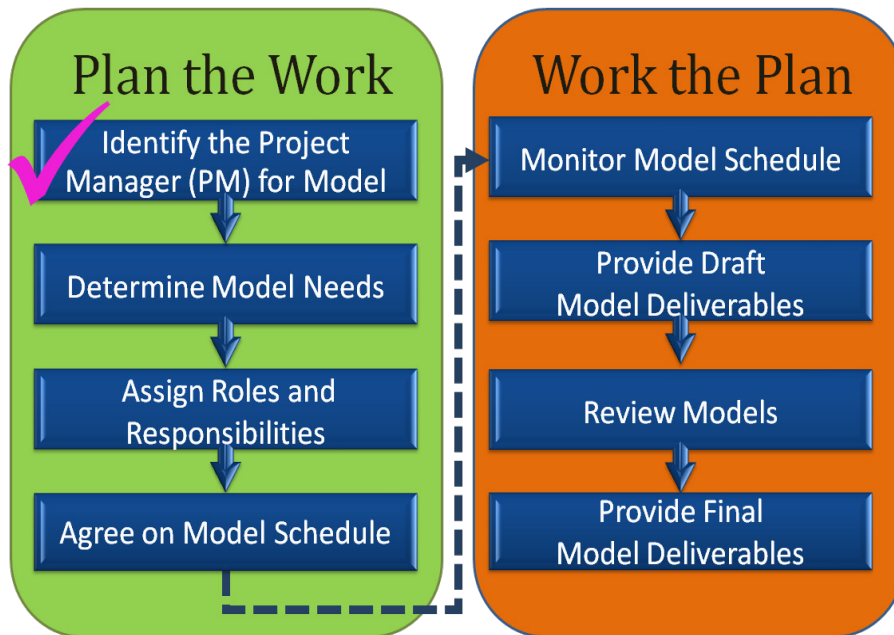 Plan the Work
Identify the Project
Manager (PM) for Model
Determine Model Needs
Assign Roles and
Responsibilities
Agree on Model Schedule
Work the Plan
Monitor Model Schedule
Provide Draft
Model Deliverables
Review Models
Provide Final
Model Deliverables